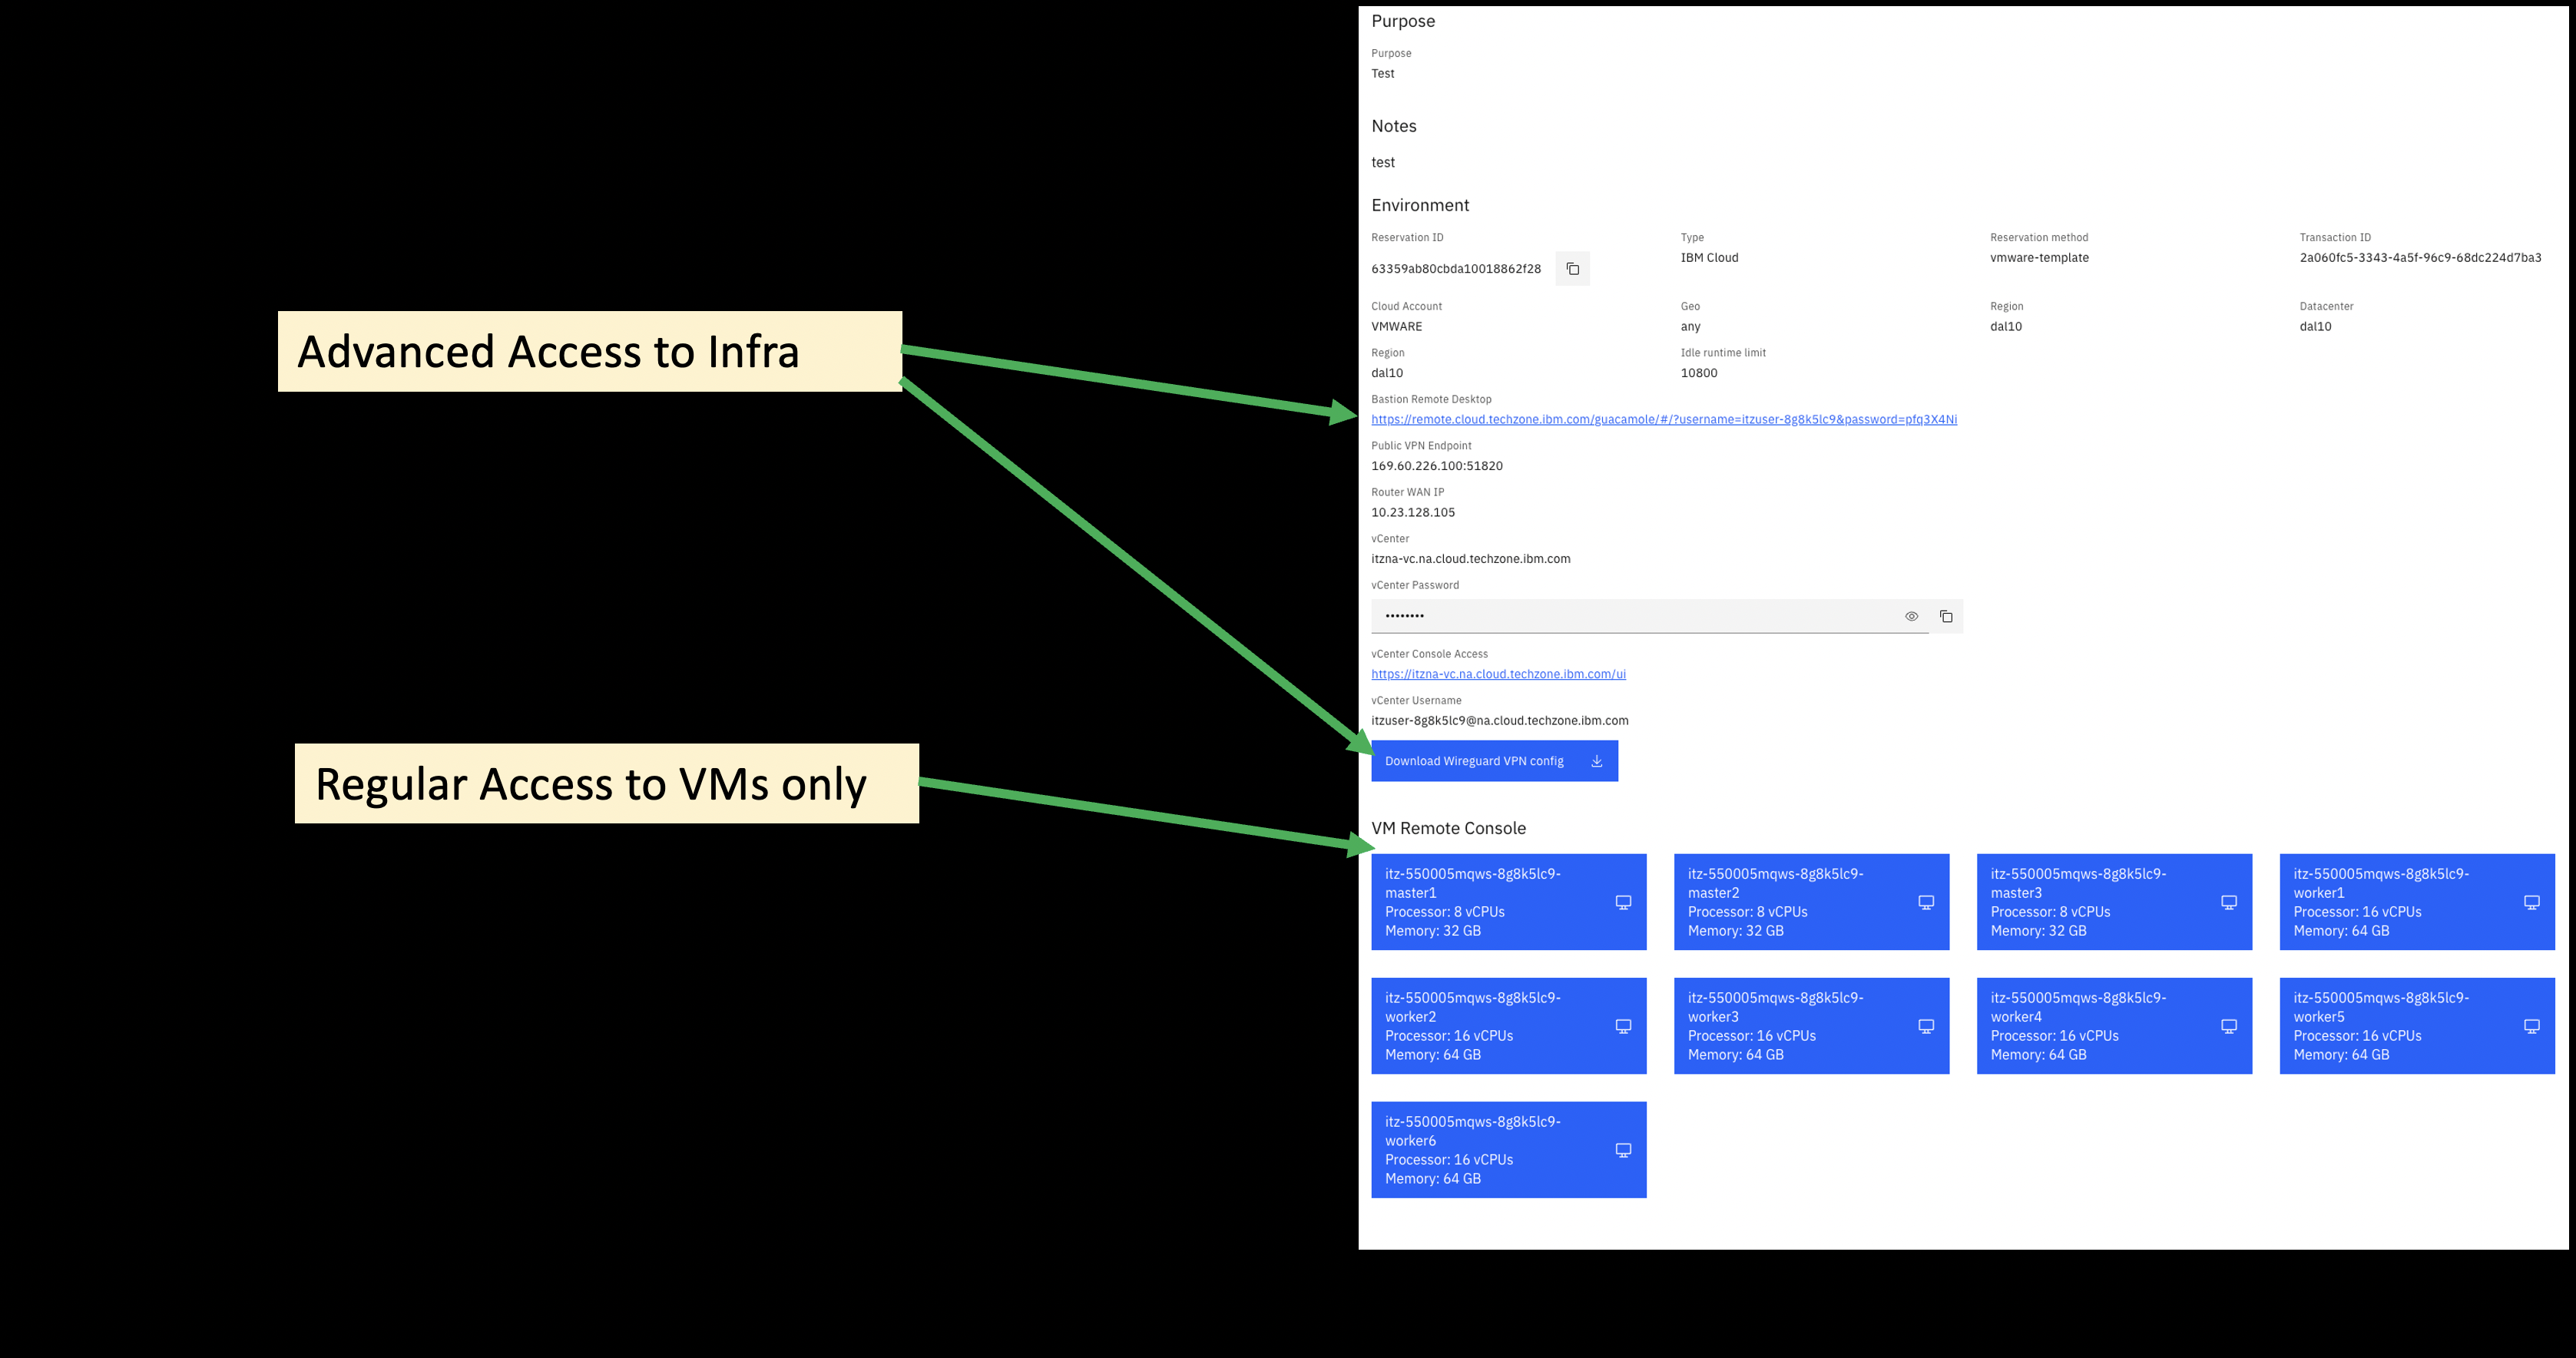 Advanced Access to Infra
Regular Access to VMs only
Purpose
Purpose
Test
Notes
test
Environment
Reservation ID
63359ab80cbda10018862f28
Type
IBM Cloud
Reservation method
vmware-template
Transaction ID
2a060fc5-3343-4a5f-96c9-68dc224d7ba3
Cloud Account
VMWARE
Geo
any
Region
dal10
Datacenter
dal10
Region
dal10
Idle runtime limit
10800
Bastion Remote Desktop
https://remote.cloud.techzone.ibm.com/guacamole/#/?username=itzuser-8g8k5lc9&password=pfq3X4Ni
Public VPN Endpoint
169.60.226.100:51820
Router WAN IP
10.23.128.105
vCenter
itzna-vc.na.cloud.techzone.ibm.com
vCenter Password
••••••••
vCenter Console Access
https://itzna-vc.na.cloud.techzone.ibm.com/ui
vCenter Username
itzuser-8g8k5lc9@na.cloud.techzone.ibm.com
Download Wireguard VPN config
VM Remote Console
itz-550005mqws-8g8k5lc9-
master1
Processor: 8 vCPUs
Memory: 32 GB
itz-550005mqws-8g8k5lc9-
master2
Processor: 8 vCPUs
Memory: 32 GB
itz-550005mqws-8g8k5lc9-
master3
Processor: 8 vCPUs
Memory: 32 GB
itz-550005mqws-8g8k5lc9-
worker1
Processor: 16 vCPUs
Memory: 64 GB
itz-550005mqws-8g8k5lc9-
worker2
Processor: 16 vCPUs
Memory: 64 GB
itz-550005mqws-8g8k5lc9-
worker3
Processor: 16 vCPUs
Memory: 64 GB
itz-550005mqws-8g8k5lc9-
worker4
Processor: 16 vCPUs
Memory: 64 GB
itz-550005mqws-8g8k5lc9-
worker5
Processor: 16 vCPUs
Memory: 64 GB
itz-550005mqws-8g8k5lc9-
worker6
Processor: 16 vCPUs
Memory: 64 GB